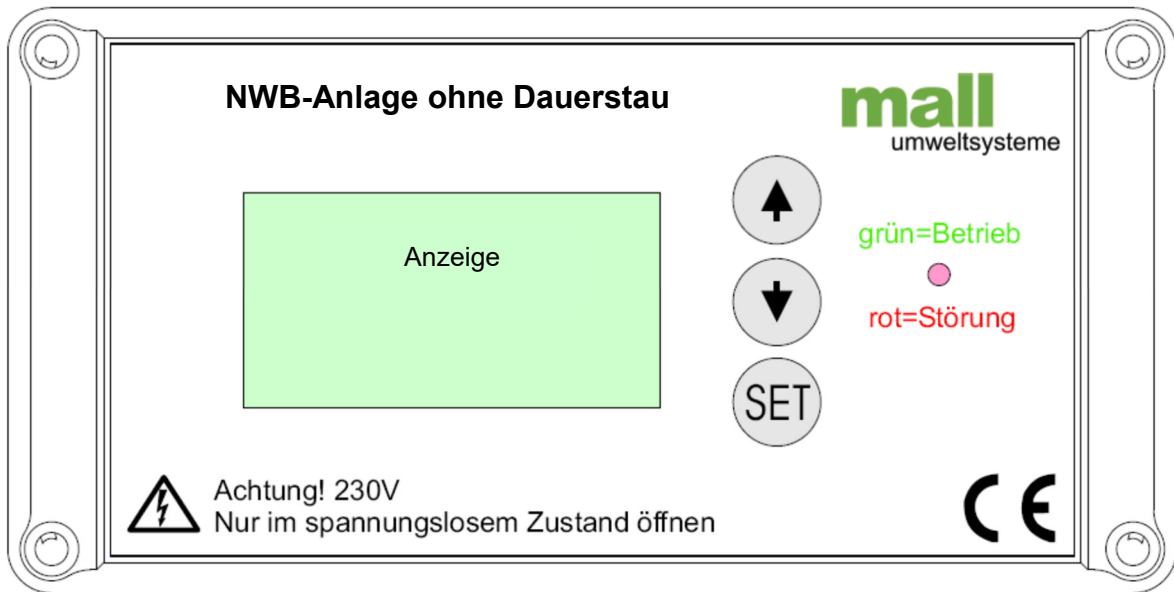 NWB-Anlage ohne Dauerstau
mall
umweltsysteme
Anzeige
grün=Betrieb
rot=Störung
SET
Achtung! 230V
Nur im spannungslosem Zustand öffnen
CE